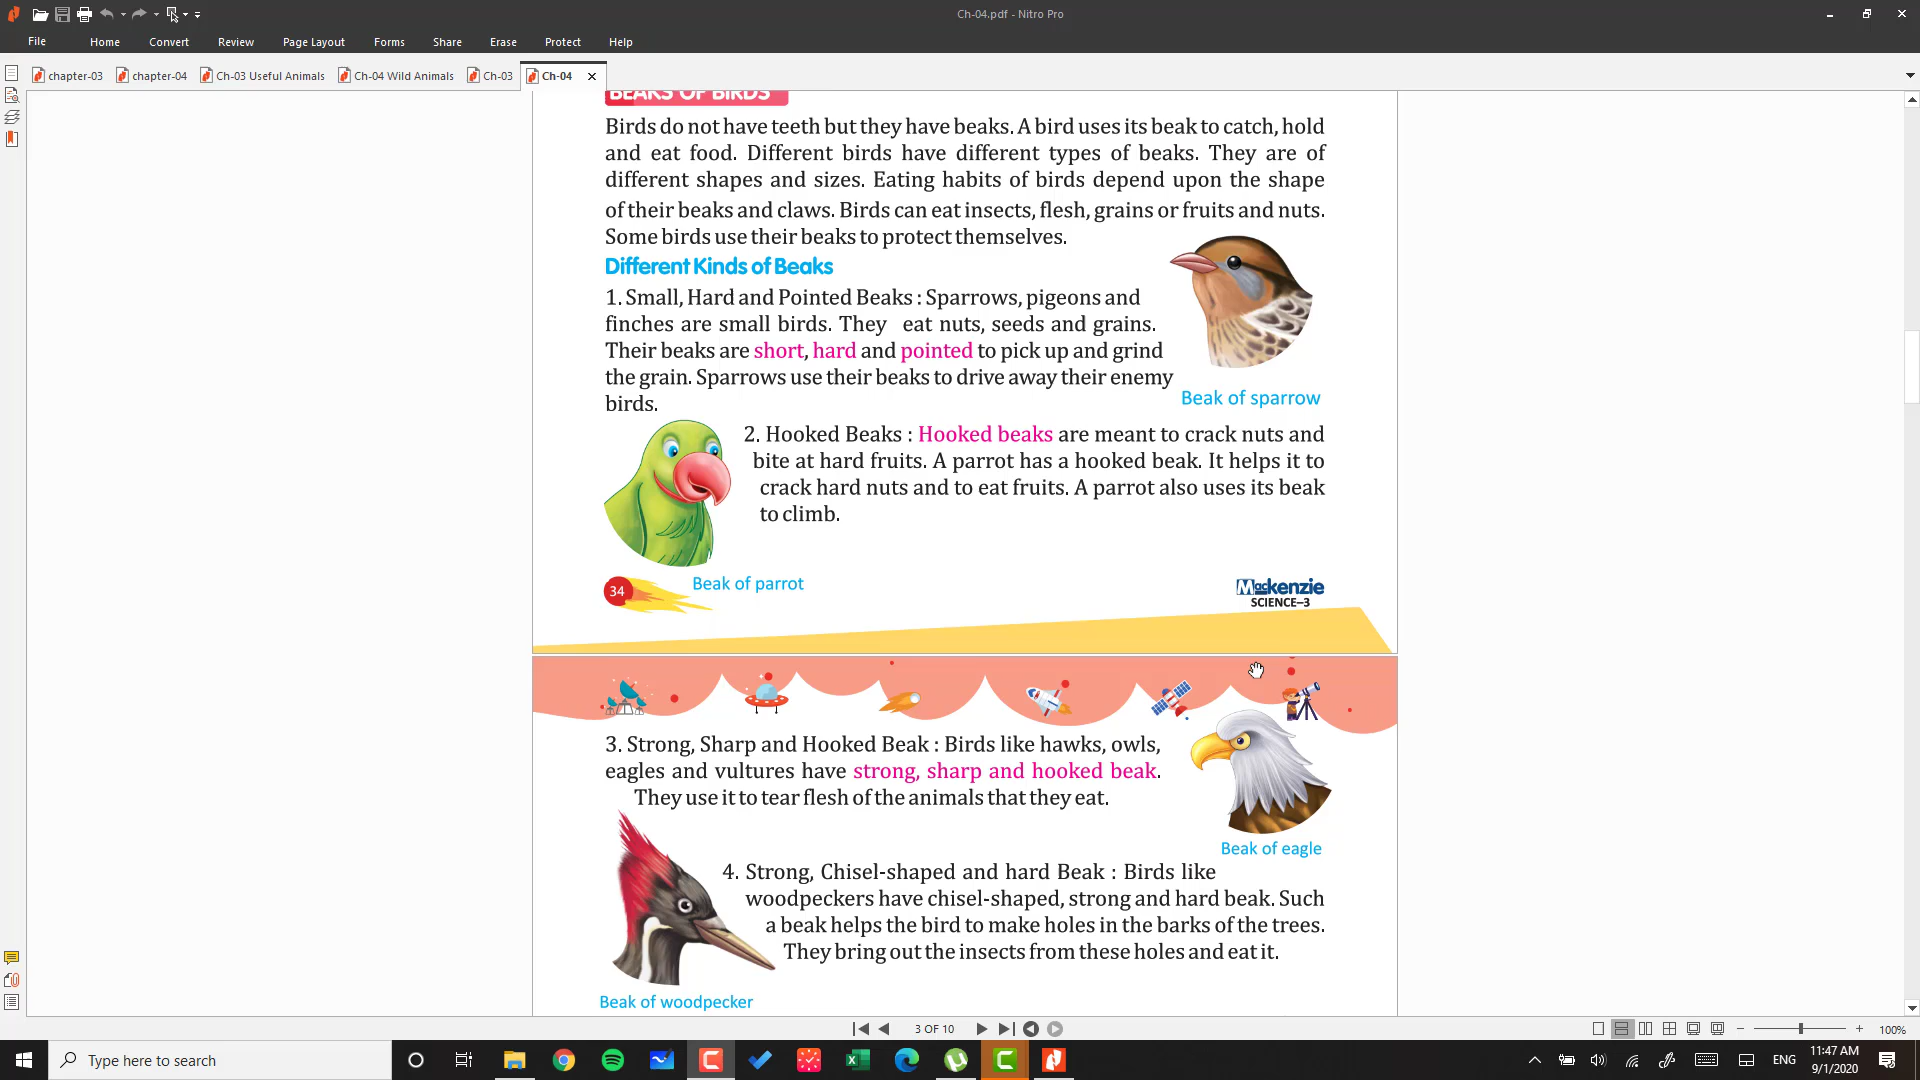 Ch-04.pdf - Nitro Pro
File Home Convert Review Page Layout Forms Share Erase Protect Help
chapter-03 chapter-04 Ch-03 Useful Animals Ch-04 Wild Animals Ch-03 Ch-04
BEAKS OF BIRDS
Birds do not have teeth but they have beaks. A bird uses its beak to catch, hold
and eat food. Different birds have different types of beaks. They are of
different shapes and sizes. Eating habits of birds depend upon the shape
of their beaks and claws. Birds can eat insects, flesh, grains or fruits and nuts.
Some birds use their beaks to protect themselves.
Different Kinds of Beaks
1. Small, Hard and Pointed Beaks : Sparrows, pigeons and
finches are small birds. They eat nuts, seeds and grains.
Their beaks are short, hard and pointed to pick up and grind
the grain. Sparrows use their beaks to drive away their enemy
birds.
Beak of sparrow
2. Hooked Beaks : Hooked beaks are meant to crack nuts and
bite at hard fruits. A parrot has a hooked beak. It helps it to
crack hard nuts and to eat fruits. A parrot also uses its beak
to climb.
Beak of parrot
34
Mackenzie
SCIENCE–3
3. Strong, Sharp and Hooked Beak : Birds like hawks, owls,
eagles and vultures have strong, sharp and hooked beak.
They use it to tear flesh of the animals that they eat.
Beak of eagle
4. Strong, Chisel-shaped and hard Beak : Birds like
woodpeckers have chisel-shaped, strong and hard beak. Such
a beak helps the bird to make holes in the barks of the trees.
They bring out the insects from these holes and eat it.
Beak of woodpecker
3 OF 10
100%
Type here to search
ENG
11:47 AM
9/1/2020